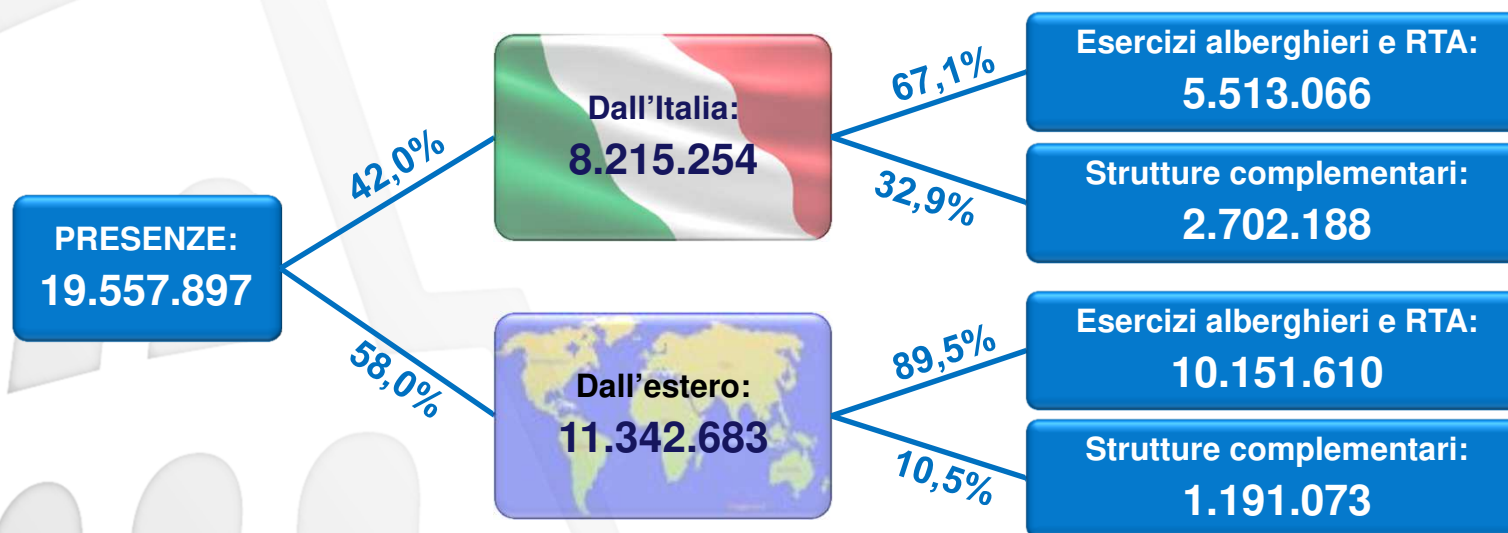 PRESENZE:
19.557.897
42,0%
58,0%
Dall'Italia:
8.215.254
67,1%
32,9%
Esercizi alberghieri e RTA:
5.513.066
Strutture complementari:
2.702.188
Dall'estero:
11.342.683
89,5%
10,5%
Esercizi alberghieri e RTA:
10.151.610
Strutture complementari:
1.191.073